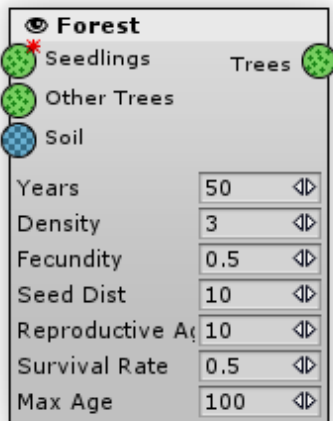 Forest
Seedlings
Trees
Other Trees
Soil
Years 50
Density 3
Fecundity 0.5
Seed Dist 10
Reproductive A 10
Survival Rate 0.5
Max Age 100